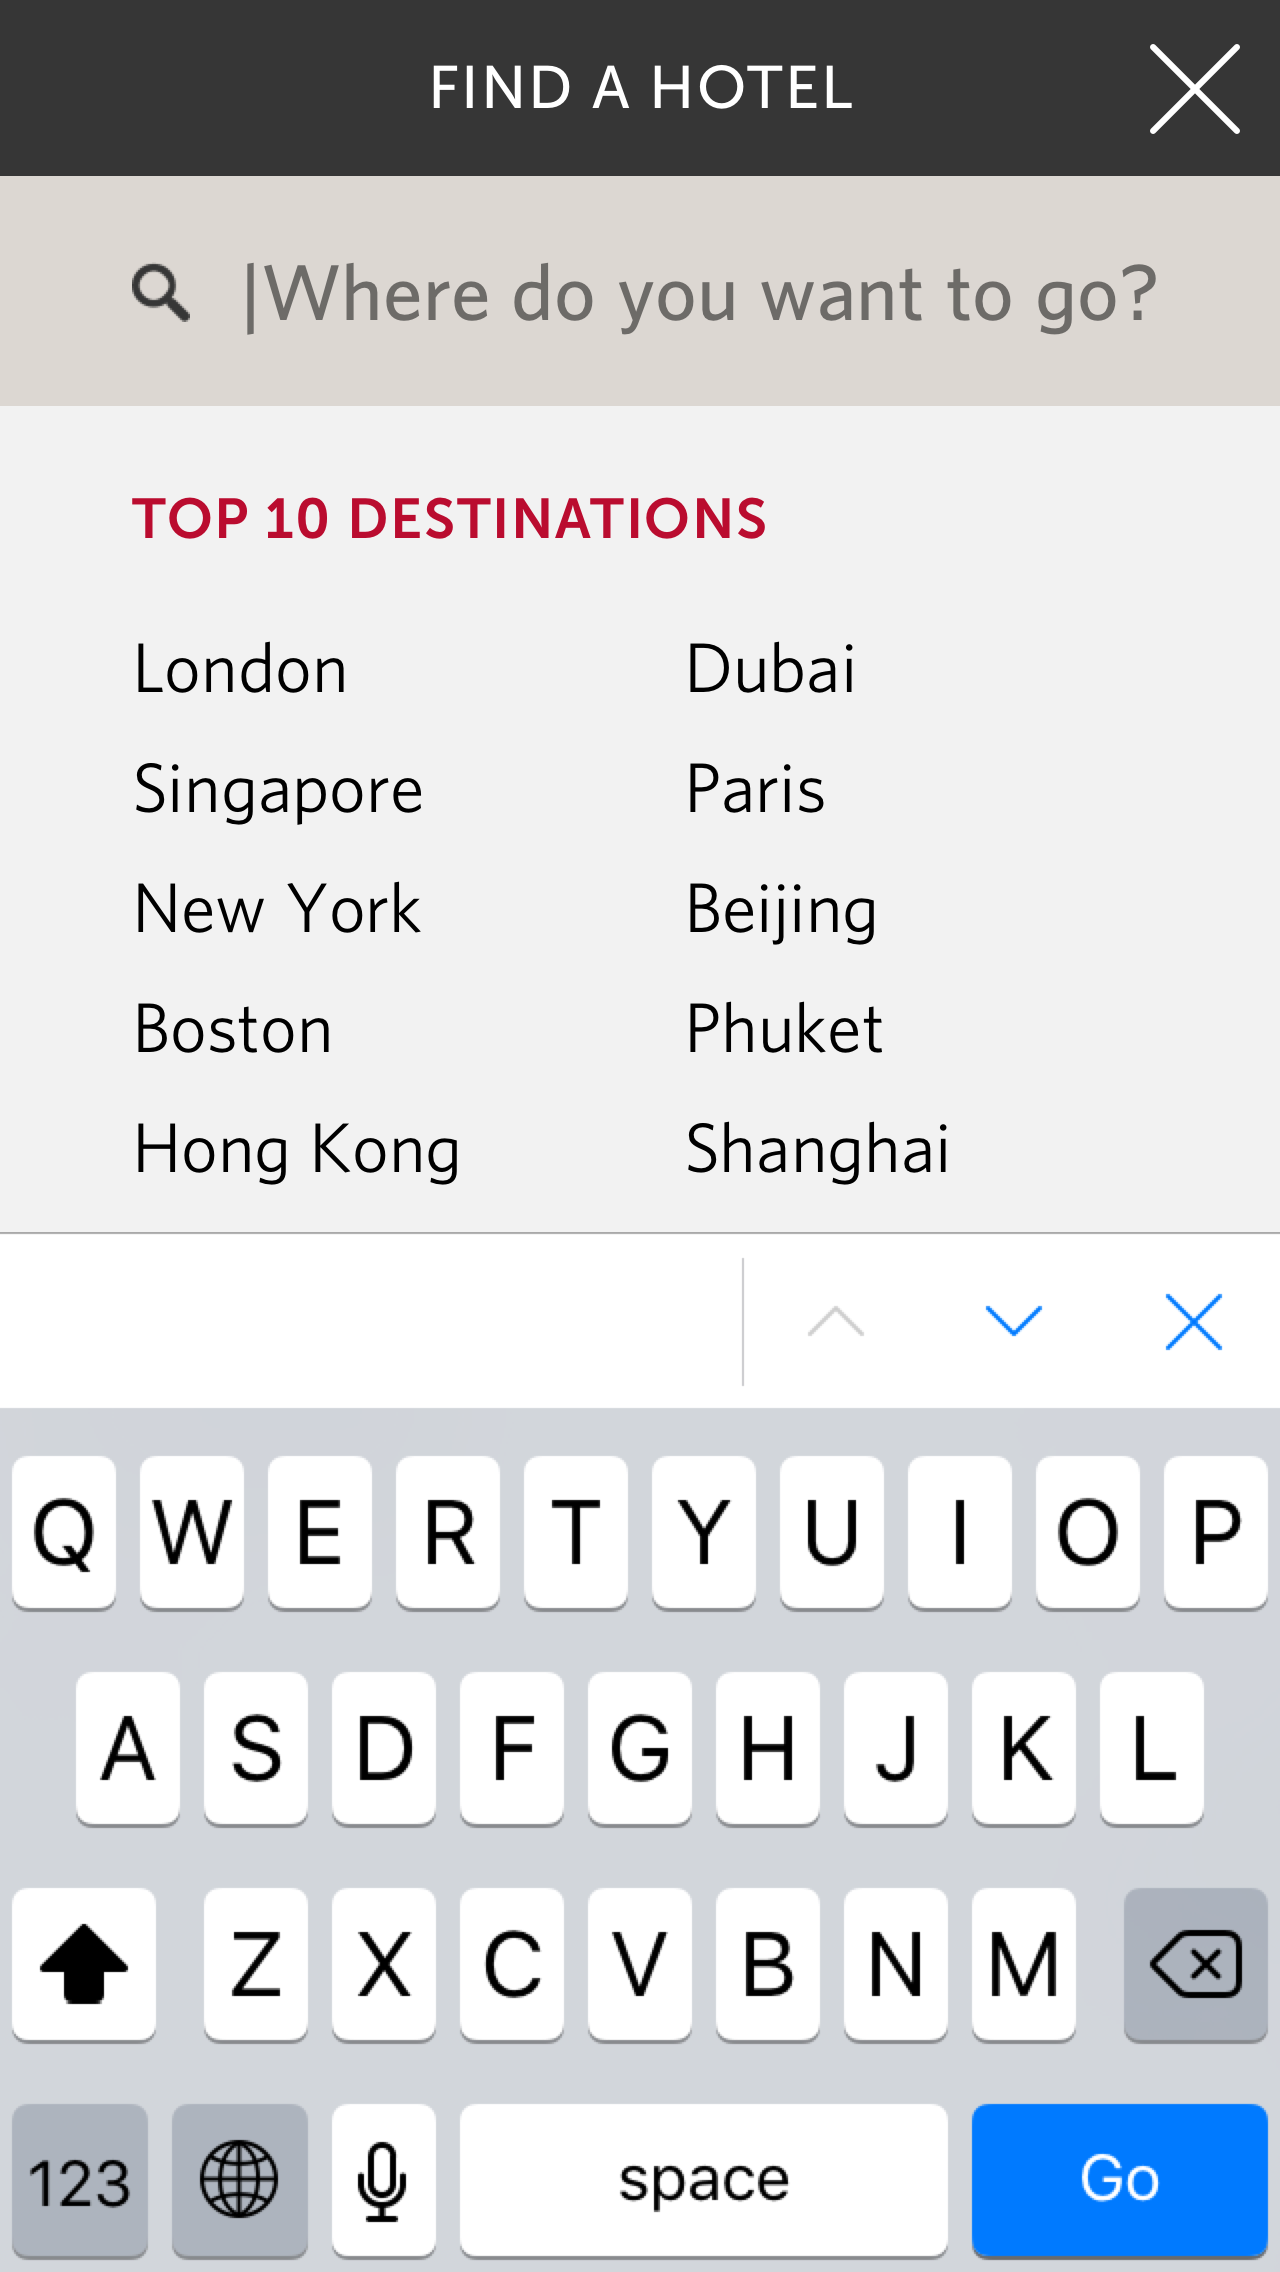 FIND A HOTEL
Where do you want to go?
TOP 10 DESTINATIONS
London Dubai
Singapore Paris
New York Beijing
Boston Phuket
Hong Kong Shanghai
Q W E R T Y U I O P
A S D F G H J K L
Z X C V B N M
123 space Go